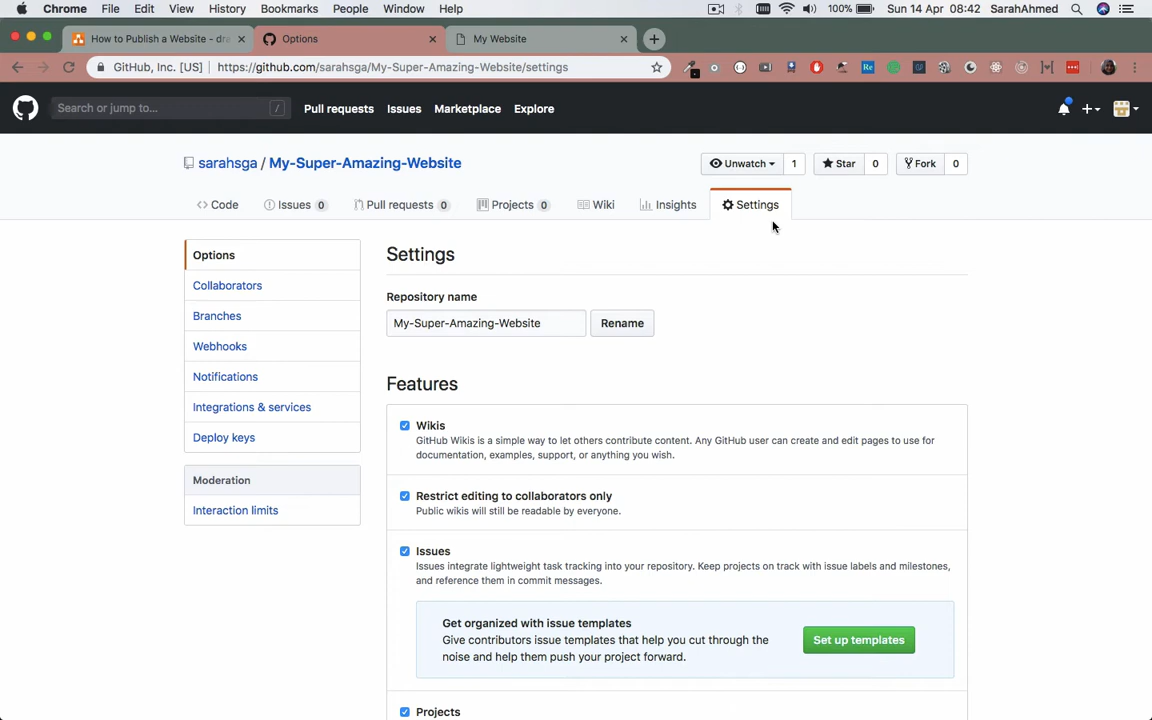 Chrome File Edit View History Bookmarks People Window Help 100% Sun 14 Apr 08:42 SarahAhmed
How to Publish a Website - dra Options My Website
GitHub, Inc. [US] https://github.com/sarahsga/My-Super-Amazing-Website/settings
Search or jump to... / Pull requests Issues Marketplace Explore
sarahsga / My-Super-Amazing-Website Unwatch 1 Star 0 Fork 0
Code Issues 0 Pull requests 0 Projects 0 Wiki Insights Settings
Options
Collaborators
Branches
Webhooks
Notifications
Integrations & services
Deploy keys
Moderation
Interaction limits
Settings
Repository name
My-Super-Amazing-Website Rename
Features
Wikis
GitHub Wikis is a simple way to let others contribute content. Any GitHub user can create and edit pages to use for
documentation, examples, support, or anything you wish.
Restrict editing to collaborators only
Public wikis will still be readable by everyone.
Issues
Issues integrate lightweight task tracking into your repository. Keep projects on track with issue labels and milestones,
and reference them in commit messages.
Get organized with issue templates
Give contributors issue templates that help you cut through the
noise and help them push your project forward.
Set up templates
Projects